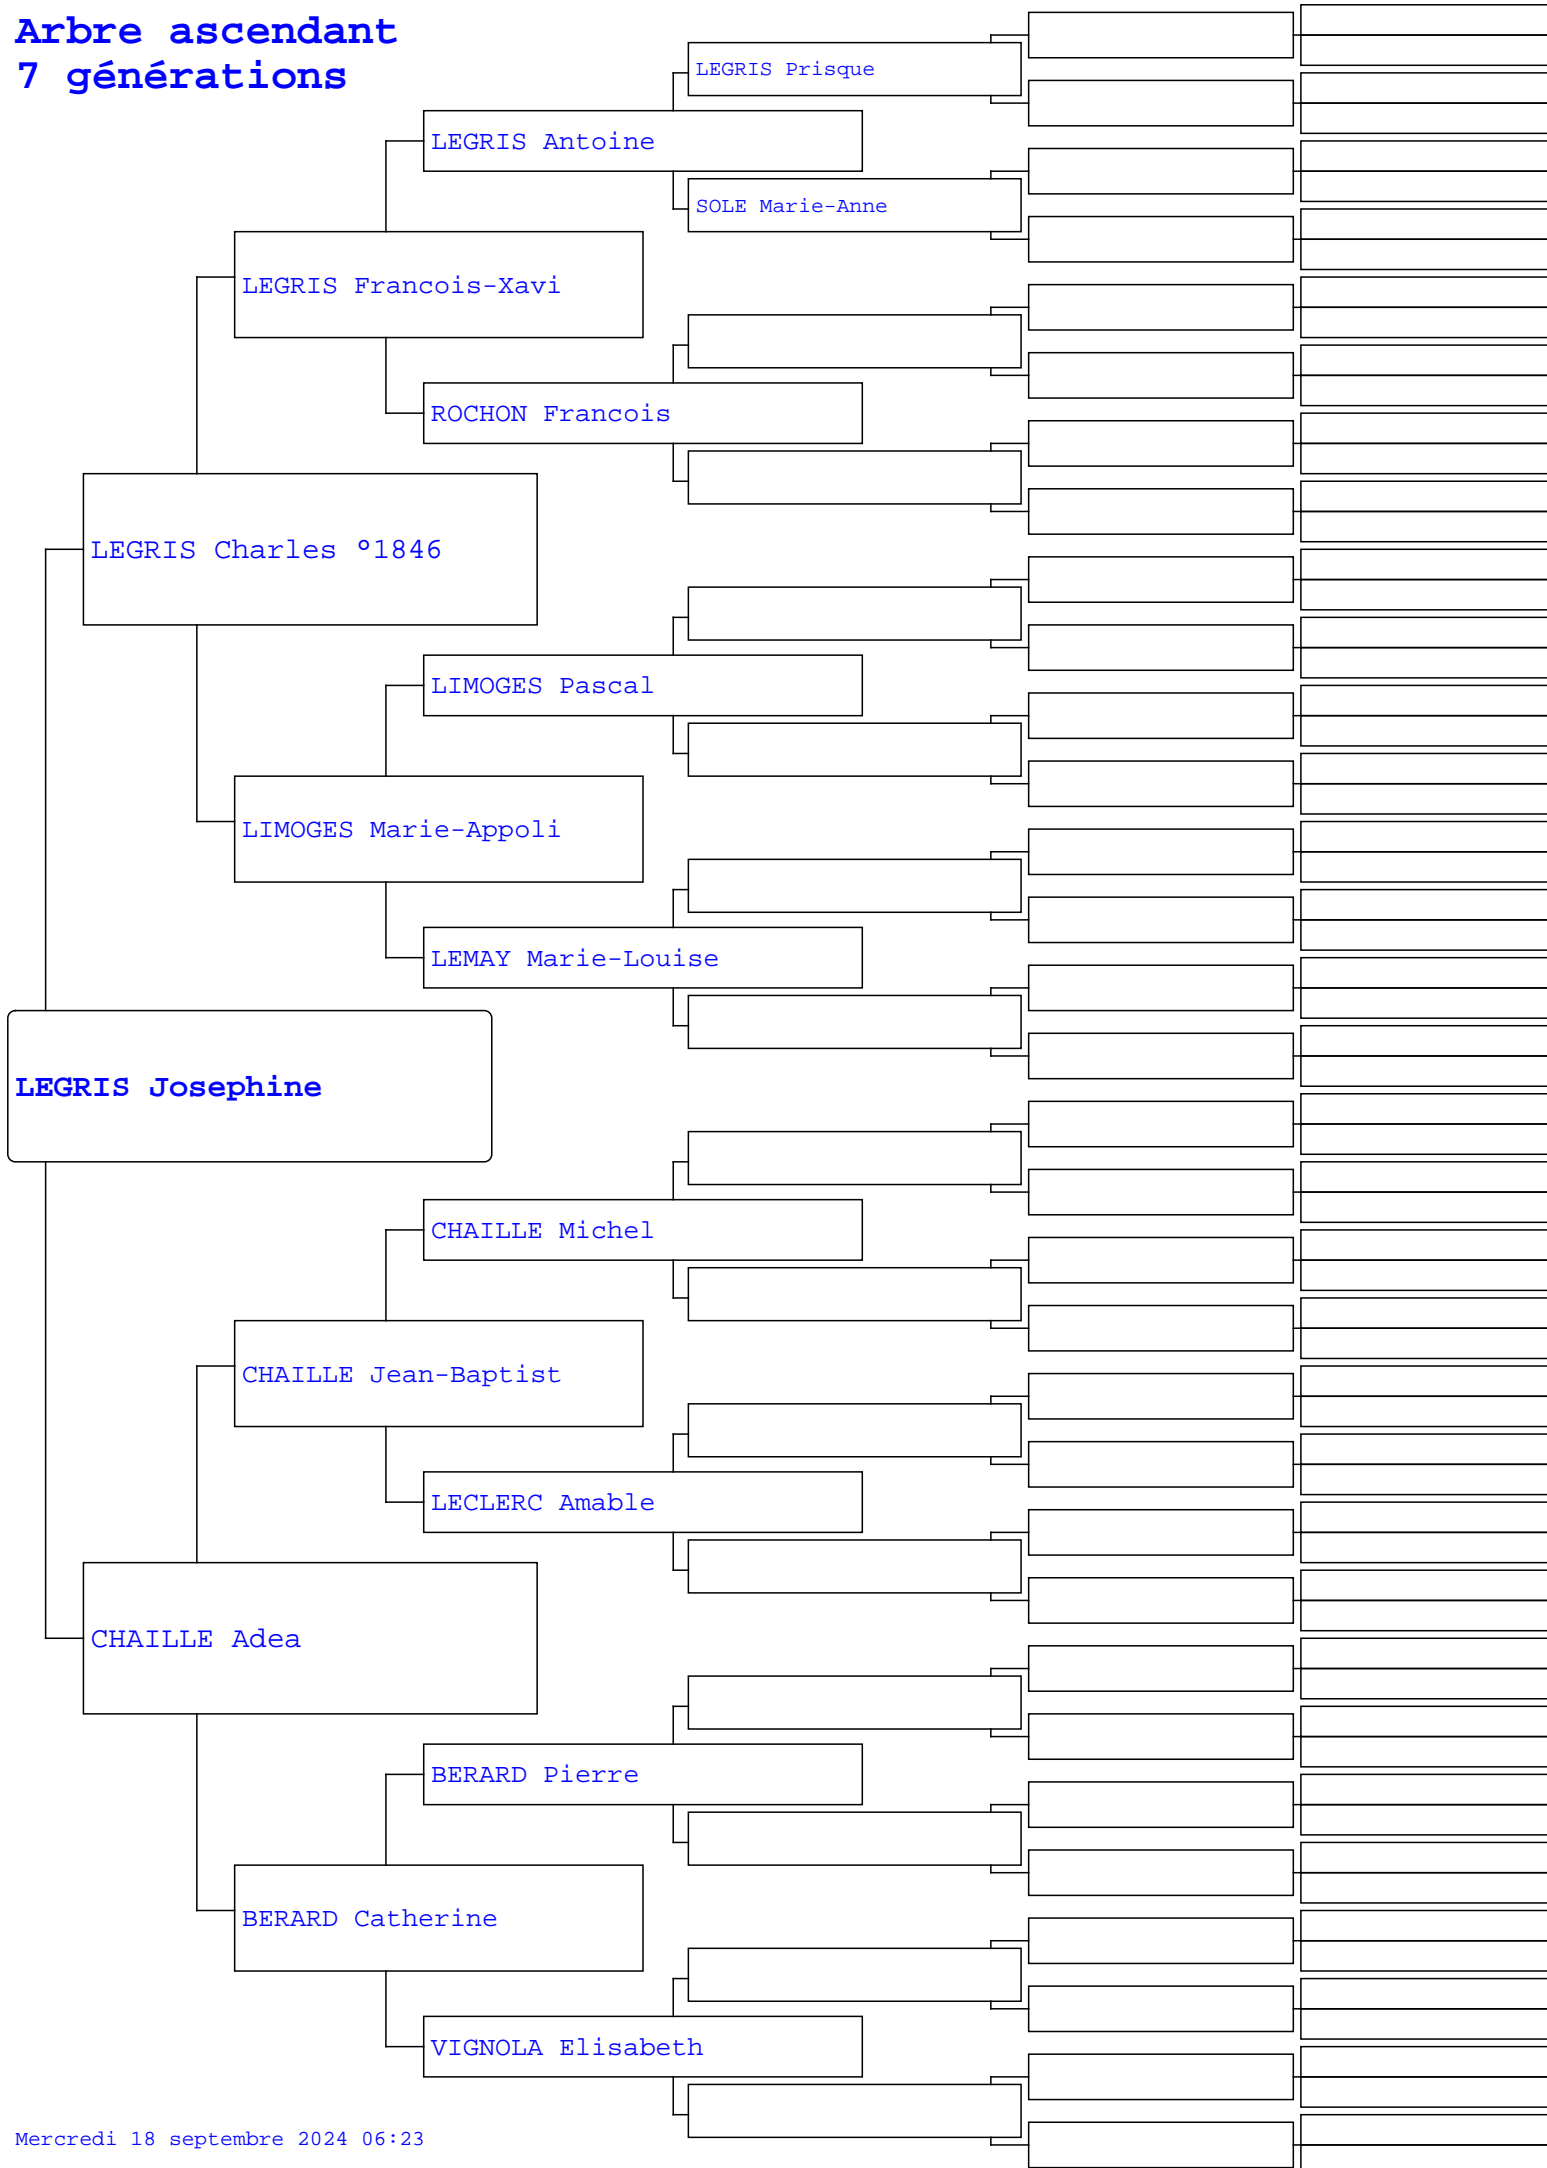 Arbre ascendant
7 générations
LEGRIS Prisque
LEGRIS Antoine
SOLE Marie-Anne
LEGRIS Francois-Xavi
ROCHON Francois
LEGRIS Charles °1846
LIMOGES Pascal
LIMOGES Marie-Appoli
LEMAY Marie-Louise
LEGRIS Josephine
CHAILLE Michel
CHAILLE Jean-Baptist
LECLERC Amable
CHAILLE Adea
BERARD Pierre
BERARD Catherine
VIGNOLA Elisabeth
Mercredi 18 septembre 2024 06:23